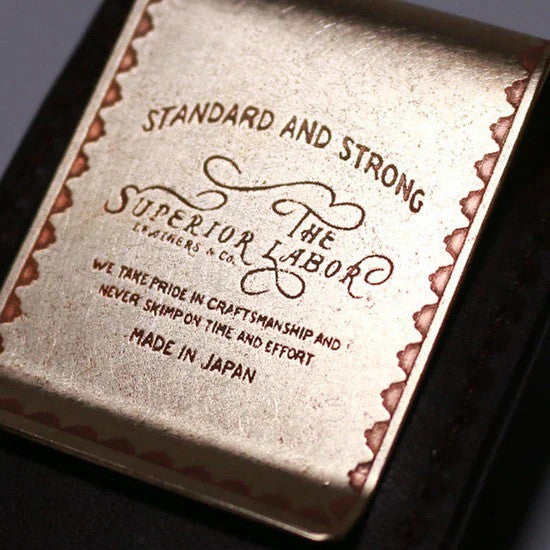 STANDARD AND STRONG
THE
SUPERIOR LABOR
LEATHERS & CO.
WE TAKE PRIDE IN CRAFTSMANSHIP AND
NEVER SKIMP ON TIME AND EFFORT
MADE IN JAPAN